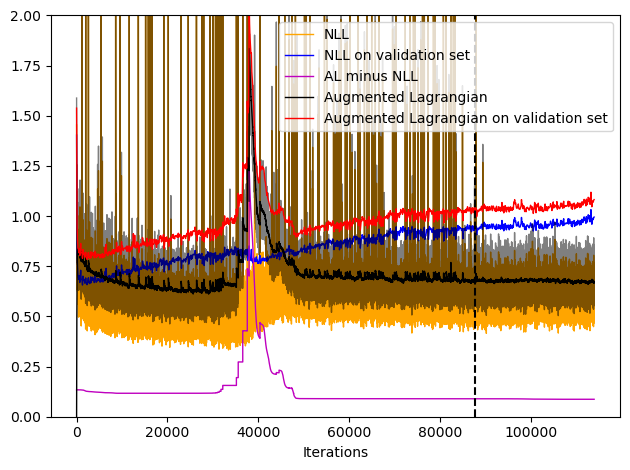 2.00
1.75
1.50
1.25
1.00
0.75
0.50
0.25
0.00
NLL
NLL on validation set
AL minus NLL
Augmented Lagrangian
Augmented Lagrangian on validation set
0 20000 40000 60000 80000 100000
Iterations